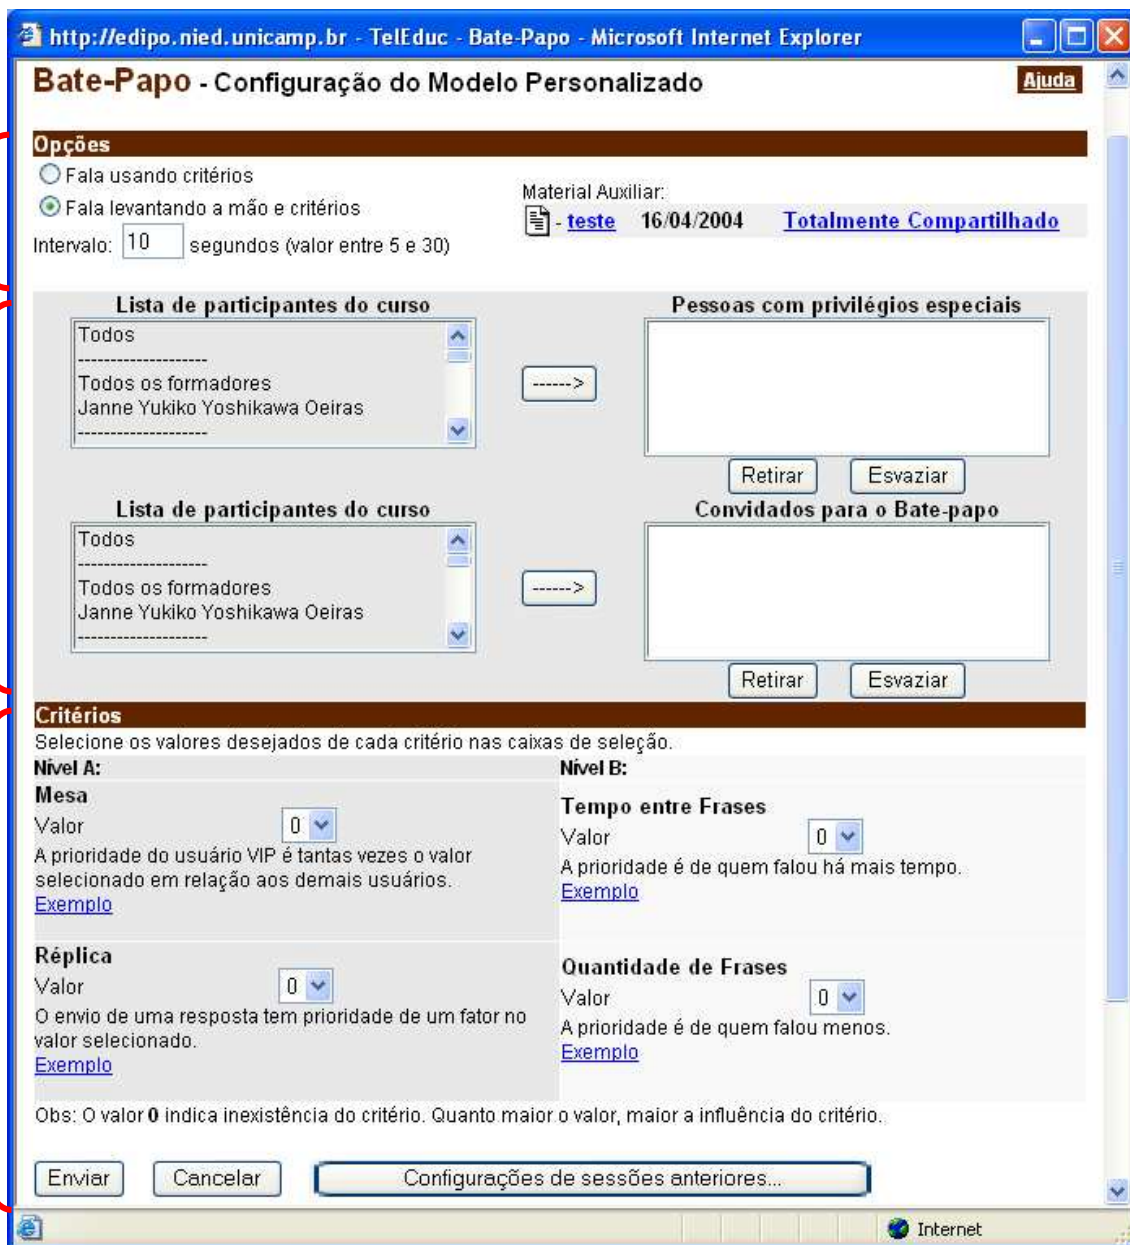 http://edipo.nied.unicamp.br - TelEduc - Bate-Papo - Microsoft Internet Explorer
Bate-Papo - Configuração do Modelo Personalizado
Ajuda
Opções
Fala usando critérios
Fala levantando a mão e critérios
Intervalo: 10 segundos (valor entre 5 e 30)
Material Auxiliar:
- teste 16/04/2004 Totalmente Compartilhado
Lista de participantes do curso
Todos
--------------------
Todos os formadores
Janne Yukiko Yoshikawa Oeiras
--------------------
------>
Pessoas com privilégios especiais
Retirar Esvaziar
Lista de participantes do curso
Todos
--------------------
Todos os formadores
Janne Yukiko Yoshikawa Oeiras
--------------------
------>
Convidados para o Bate-papo
Retirar Esvaziar
Critérios
Selecione os valores desejados de cada critério nas caixas de seleção.
Nível A:
Mesa
Valor 0
A prioridade do usuário VIP é tantas vezes o valor
selecionado em relação aos demais usuários.
Exemplo
Réplica
Valor 0
O envio de uma resposta tem prioridade de um fator no
valor selecionado.
Exemplo
Nível B:
Tempo entre Frases
Valor 0
A prioridade é de quem falou há mais tempo.
Exemplo
Quantidade de Frases
Valor 0
A prioridade é de quem falou menos.
Exemplo
Obs: O valor 0 indica inexistência do critério. Quanto maior o valor, maior a influência do critério.
Enviar Cancelar Configurações de sessões anteriores...
Internet